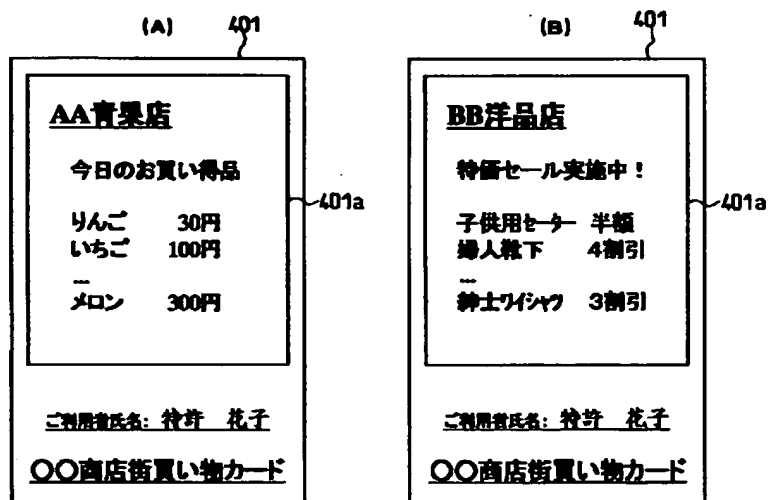 (A) 401
AA青果店
今日のお買い得品
りんご 30円
いちご 100円
...
メロン 300円
401a
ご利用者氏名: 特許 花子
○○商店街買い物カード
(B) 401
BB洋品店
特価セール実施中！
子供用セーター 半額
婦人靴下 4割引
...
紳士ワイシャツ 3割引
401a
ご利用者氏名: 特許 花子
○○商店街買い物カード